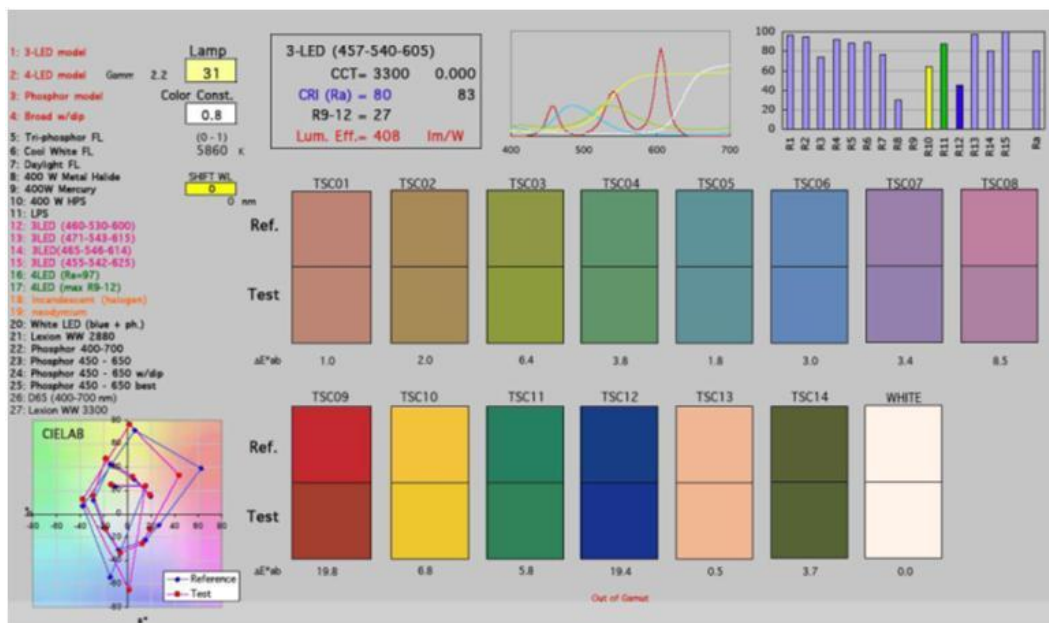 1: 3-LED model
2: 4-LED model Gamm 2.2
3: Phosphor model
4: Broad w/dip
5: Tri-phosphor FL
6: Cool White FL
7: Daylight FL
8: 400 W Metal Halide
9: 400W Mercury
10: 400 W HPS
11: LPS
12: 3LED (460-530-600)
13: 3LED (471-543-615)
14: 3LED(465-546-614)
15: 3LED (455-542-625)
16: 4LED (Ra=97)
17: 4LED (max R9-12)
18: Incandescent (halogen)
19: neodymium
20: White LED (blue + ph.)
21: Lexion WW 2880
22: Phosphor 400-700
23: Phosphor 450 - 650
24: Phosphor 450 - 650 w/dip
25: Phosphor 450 - 650 best
26: D65 (400-700 nm)
27: Lexion WW 3300
Lamp
31
Color Const.
0.8
(0 - 1)
5860 K
SHIFT WL
0
0 nm
3-LED (457-540-605)
CCT= 3300 0.000
CRI (Ra) = 80 83
R9-12 = 27
Lum. Eff.= 408 lm/W
400 500 600 700
100
80
60
40
20
0
R1 R2 R3 R4 R5 R6 R7 R8 R9 R10 R11 R12 R13 R14 R15 Ra
TSC01 TSC02 TSC03 TSC04 TSC05 TSC06 TSC07 TSC08
Ref.
Test
ΔE*ab 1.0 2.0 6.4 3.8 1.8 3.0 3.4 8.5
TSC09 TSC10 TSC11 TSC12 TSC13 TSC14 WHITE
Ref.
Test
ΔE*ab 19.8 6.8 5.8 19.4 0.5 3.7 0.0
Out of Gamut
CIELAB
80
60
40
20
0
-80 -60 -40 -20 0 20 40 60 80
-20
-40
-60
-80
Reference
Test
a*